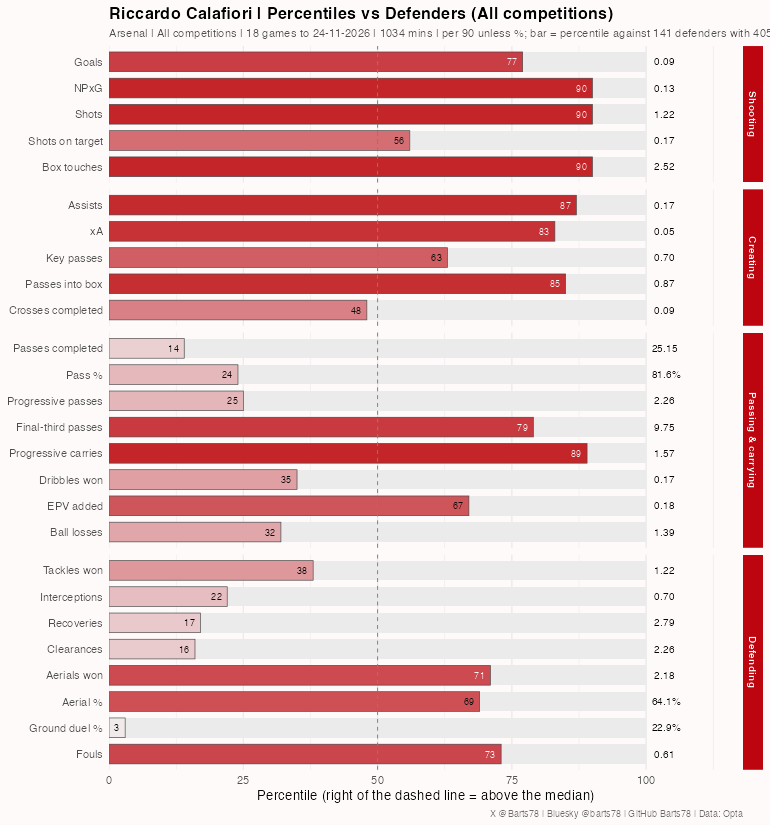 Riccardo Calafiori | Percentiles vs Defenders (All competitions)
Arsenal | All competitions | 18 games to 24-11-2026 | 1034 mins | per 90 unless %; bar = percentile against 141 defenders with 405
Goals 77 0.09
NPxG 90 0.13
Shots 90 1.22
Shots on target 56 0.17
Box touches 90 2.52
Shooting
Assists 87 0.17
xA 83 0.05
Key passes 63 0.70
Passes into box 85 0.87
Crosses completed 48 0.09
Creating
Passes completed 14 25.15
Pass % 24 81.6%
Progressive passes 25 2.26
Final-third passes 79 9.75
Progressive carries 89 1.57
Dribbles won 35 0.17
EPV added 67 0.18
Ball losses 32 1.39
Passing & carrying
Tackles won 38 1.22
Interceptions 22 0.70
Recoveries 17 2.79
Clearances 16 2.26
Aerials won 71 2.18
Aerial % 69 64.1%
Ground duel % 3 22.9%
Fouls 73 0.61
Defending
0 25 50 75 100
Percentile (right of the dashed line = above the median)
X @Barts78 | Bluesky @barts78 | GitHub Barts78 | Data: Opta